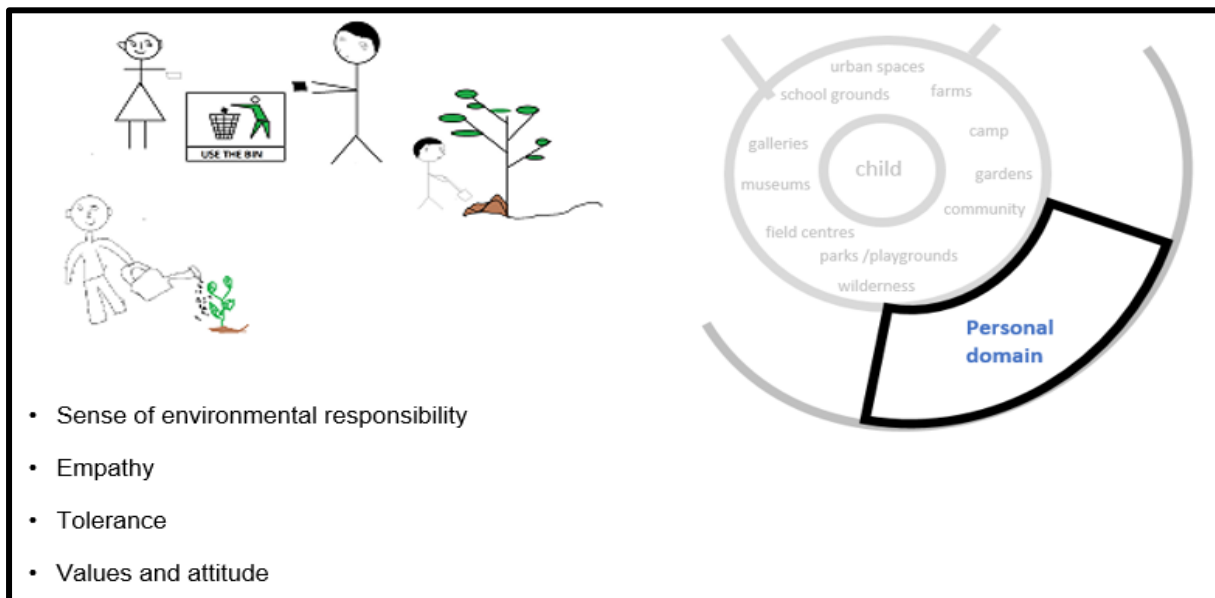 USE THE BIN
urban spaces
school grounds
farms
galleries
camp
child
museums
gardens
community
field centres
parks /playgrounds
wilderness
Personal
domain
• Sense of environmental responsibility
• Empathy
• Tolerance
• Values and attitude